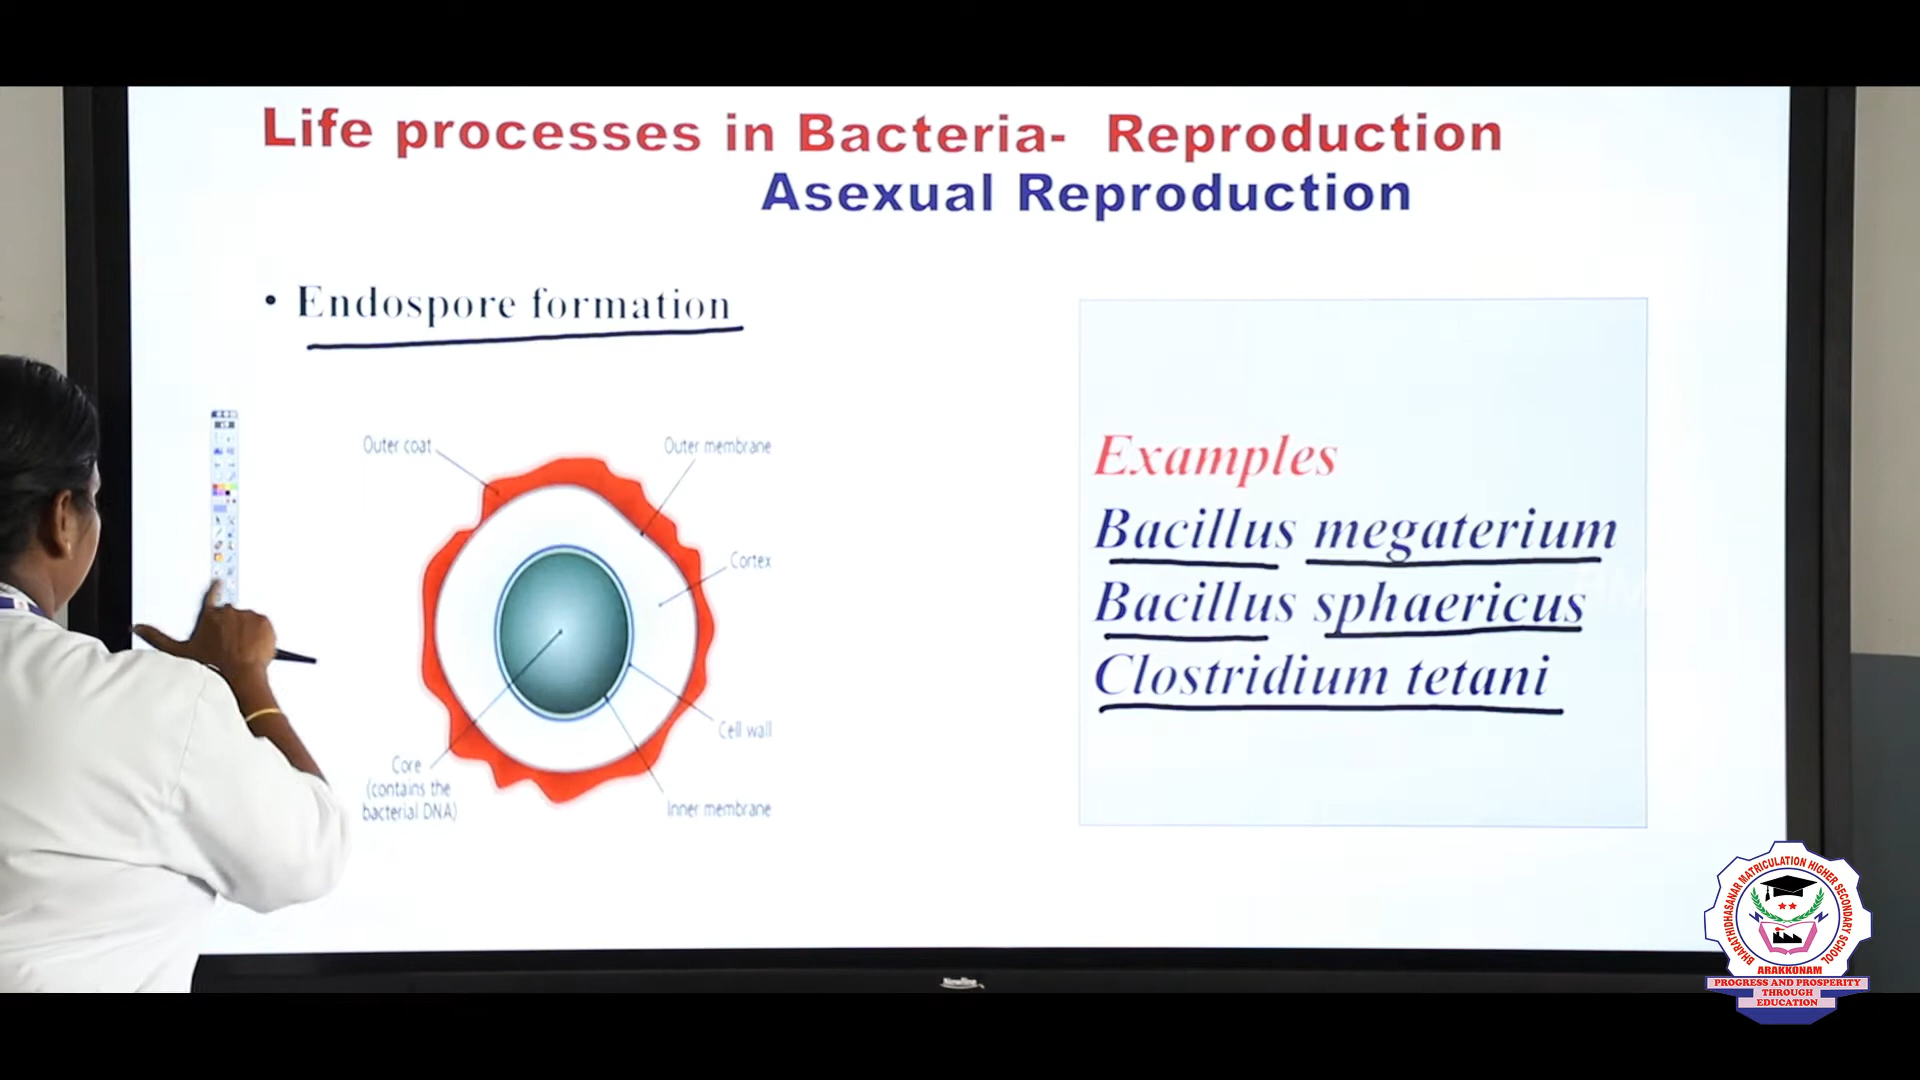 Life processes in Bacteria- Reproduction
Asexual Reproduction
• Endospore formation
Outer coat
Outer membrane
Cortex
Cell wall
Inner membrane
Core
(contains the
bacterial DNA)
Examples
Bacillus megaterium
Bacillus sphaericus
Clostridium tetani
Newline
BHARATHIDHASANAR MATRICULATION HIGHER SECONDARY SCHOOL
ARAKKONAM
PROGRESS AND PROSPERITY
THROUGH
EDUCATION